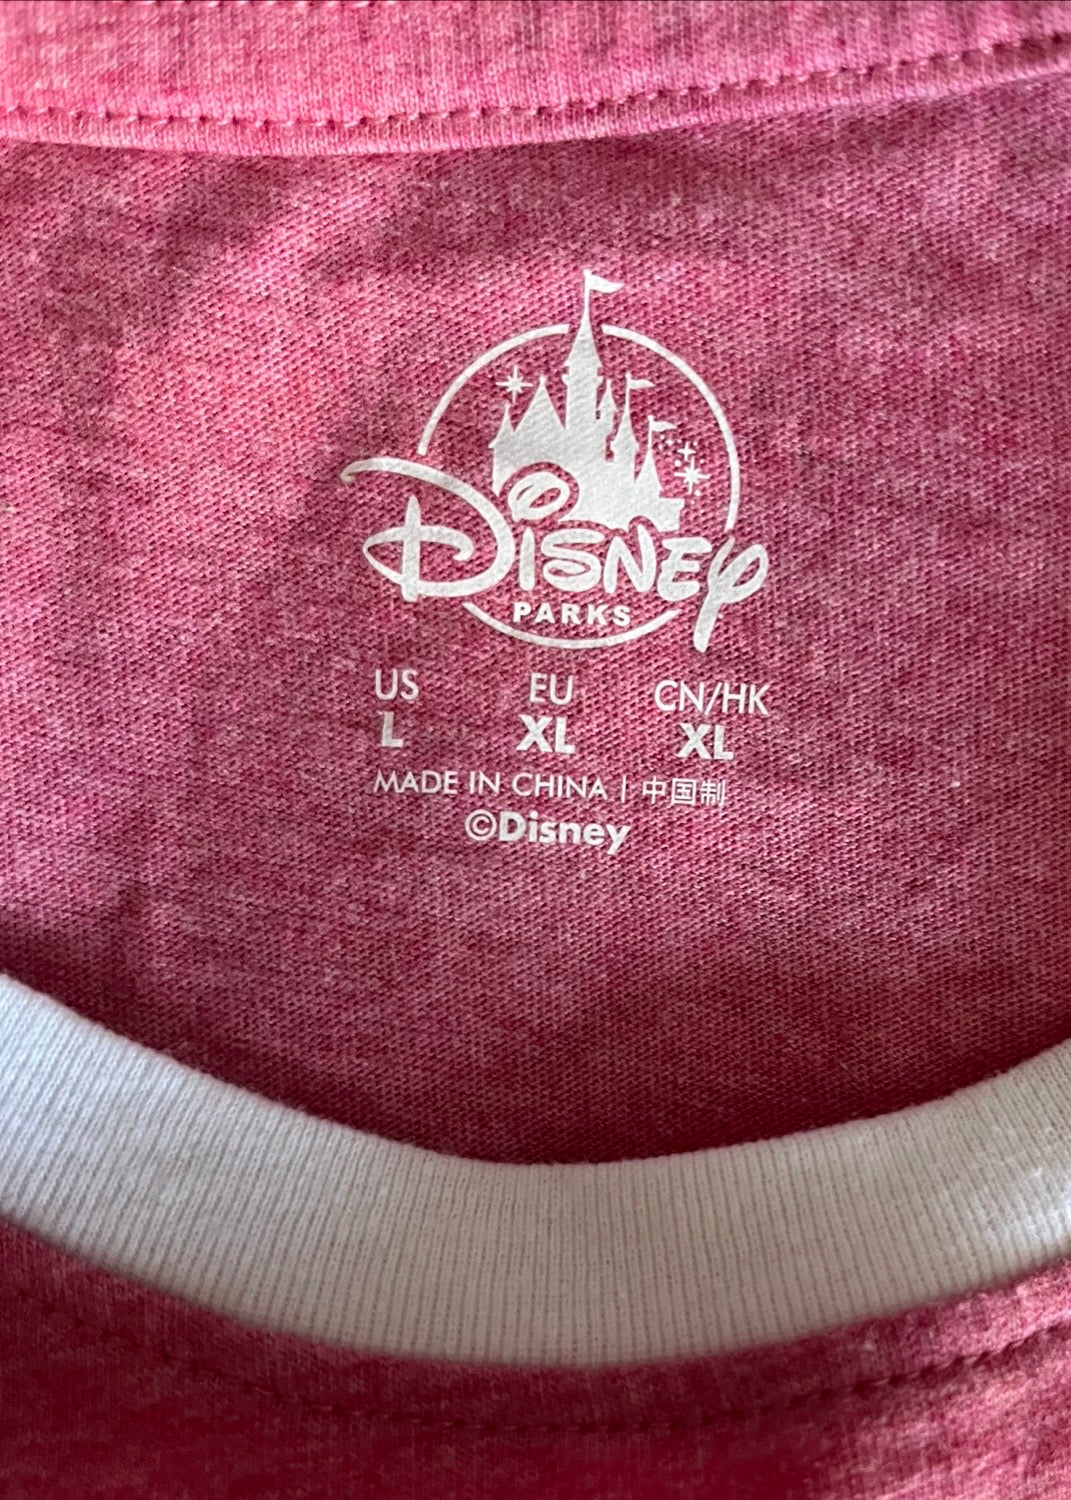 Disney
PARKS
US EU CN/HK
L XL XL
MADE IN CHINA | 中国制
©Disney